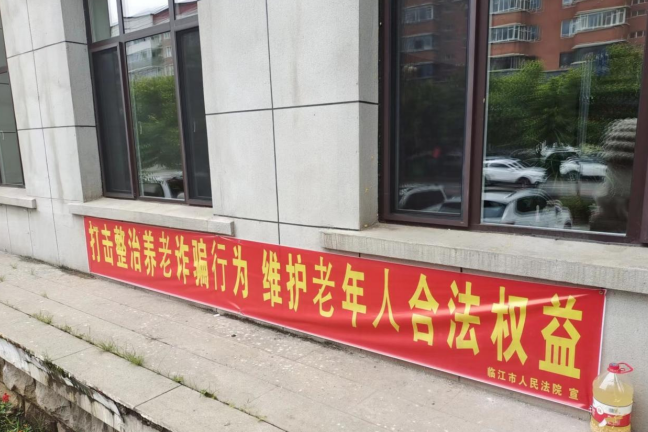 打击整治养老诈骗行为 维护老年人合法权益
临江市人民法院 宣